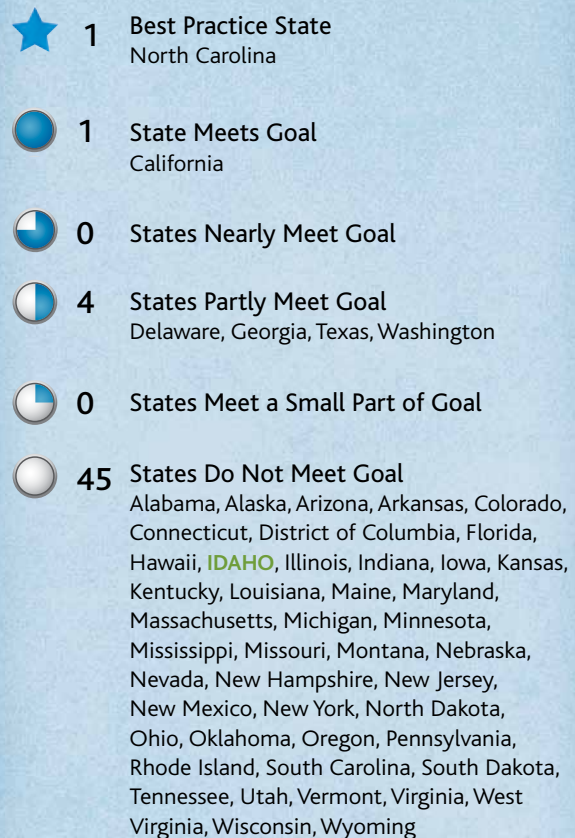 1 Best Practice State
North Carolina
1 State Meets Goal
California
0 States Nearly Meet Goal
4 States Partly Meet Goal
Delaware, Georgia, Texas, Washington
0 States Meet a Small Part of Goal
45 States Do Not Meet Goal
Alabama, Alaska, Arizona, Arkansas, Colorado,
Connecticut, District of Columbia, Florida,
Hawaii, IDAHO, Illinois, Indiana, Iowa, Kansas,
Kentucky, Louisiana, Maine, Maryland,
Massachusetts, Michigan, Minnesota,
Mississippi, Missouri, Montana, Nebraska,
Nevada, New Hampshire, New Jersey,
New Mexico, New York, North Dakota,
Ohio, Oklahoma, Oregon, Pennsylvania,
Rhode Island, South Carolina, South Dakota,
Tennessee, Utah, Vermont, Virginia, West
Virginia, Wisconsin, Wyoming